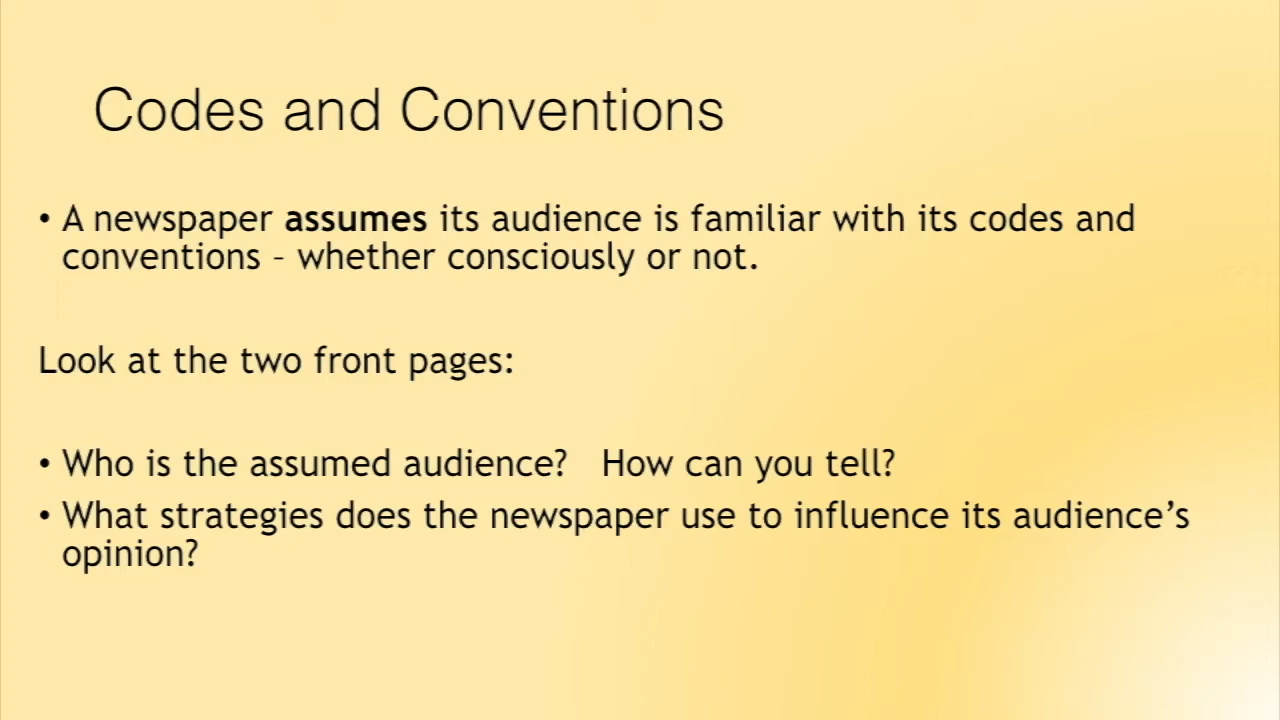 Codes and Conventions
• A newspaper assumes its audience is familiar with its codes and
conventions – whether consciously or not.
Look at the two front pages:
• Who is the assumed audience? How can you tell?
• What strategies does the newspaper use to influence its audience’s
opinion?